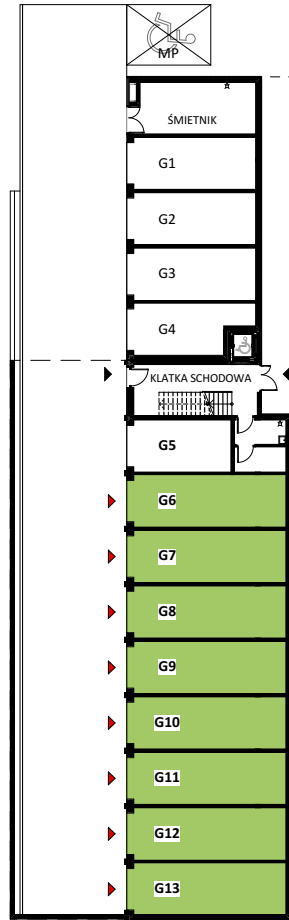 MP
ŚMIETNIK
G1
G2
G3
G4
KLATKA SCHODOWA
G5
G6
G7
G8
G9
G10
G11
G12
G13